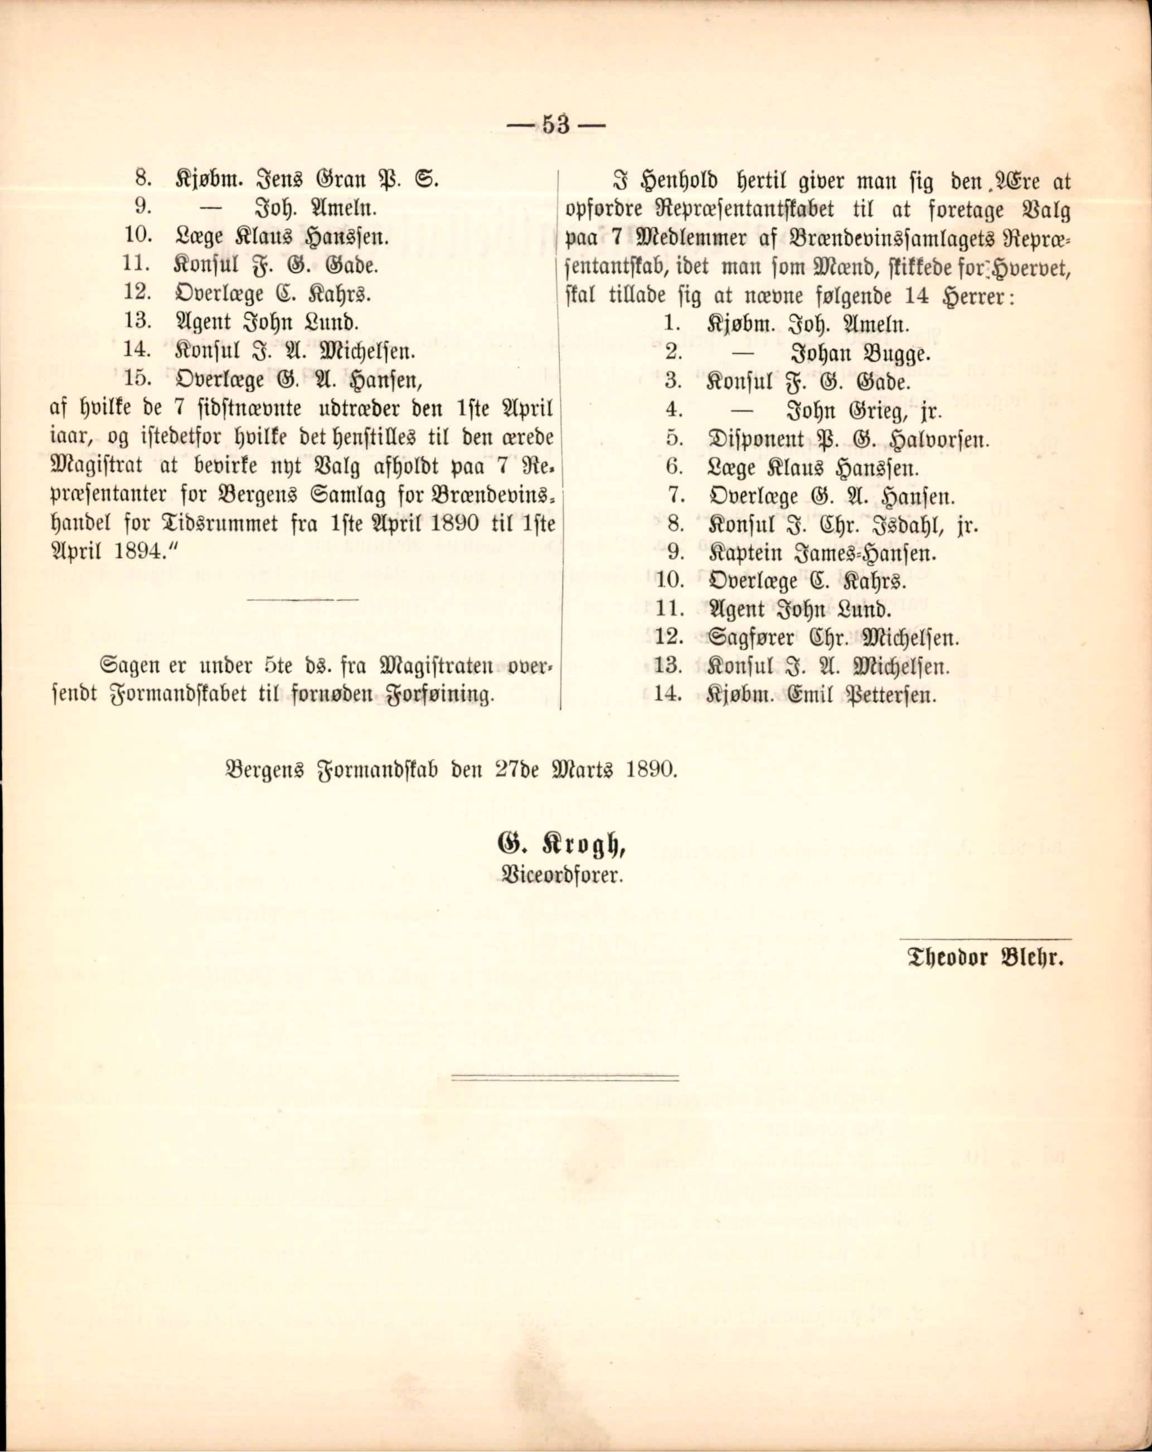 — 53 —
8. Kjøbm. Jens Gran P. S.
9. — Joh. Ameln.
10. Læge Klaus Hanssen.
11. Konsul F. G. Gade.
12. Overlæge C. Kahrs.
13. Agent John Lund.
14. Konsul J. A. Michelsen.
15. Overlæge G. A. Hansen,
af hvilke de 7 sidstnævnte udtræder den 1ste April
iaar, og istedetfor hvilke det henstilles til den ærede
Magistrat at bevirke nyt Valg afholdt paa 7 Re-
præsentanter for Bergens Samlag for Brændevins-
handel for Tidsrummet fra 1ste April 1890 til 1ste
April 1894.“
Sagen er under 5te ds. fra Magistraten over-
sendt Formandskabet til fornøden Forføining.
I Henhold hertil giver man sig den Ære at
opfordre Repræsentantskabet til at foretage Valg
paa 7 Medlemmer af Brændevinssamlagets Repræ-
sentantskab, idet man som Mænd, skikkede for Hvervet,
skal tillade sig at nævne følgende 14 Herrer:
1. Kjøbm. Joh. Ameln.
2. — Johan Bugge.
3. Konsul F. G. Gade.
4. — John Grieg, jr.
5. Disponent P. G. Halvorsen.
6. Læge Klaus Hanssen.
7. Overlæge G. A. Hansen.
8. Konsul J. Chr. Isdahl, jr.
9. Kaptein James-Hansen.
10. Overlæge C. Kahrs.
11. Agent John Lund.
12. Sagfører Chr. Michelsen.
13. Konsul J. A. Michelsen.
14. Kjøbm. Emil Pettersen.
Bergens Formandskab den 27de Marts 1890.
G. Krogh,
Viceordfører.
Theodor Blehr.